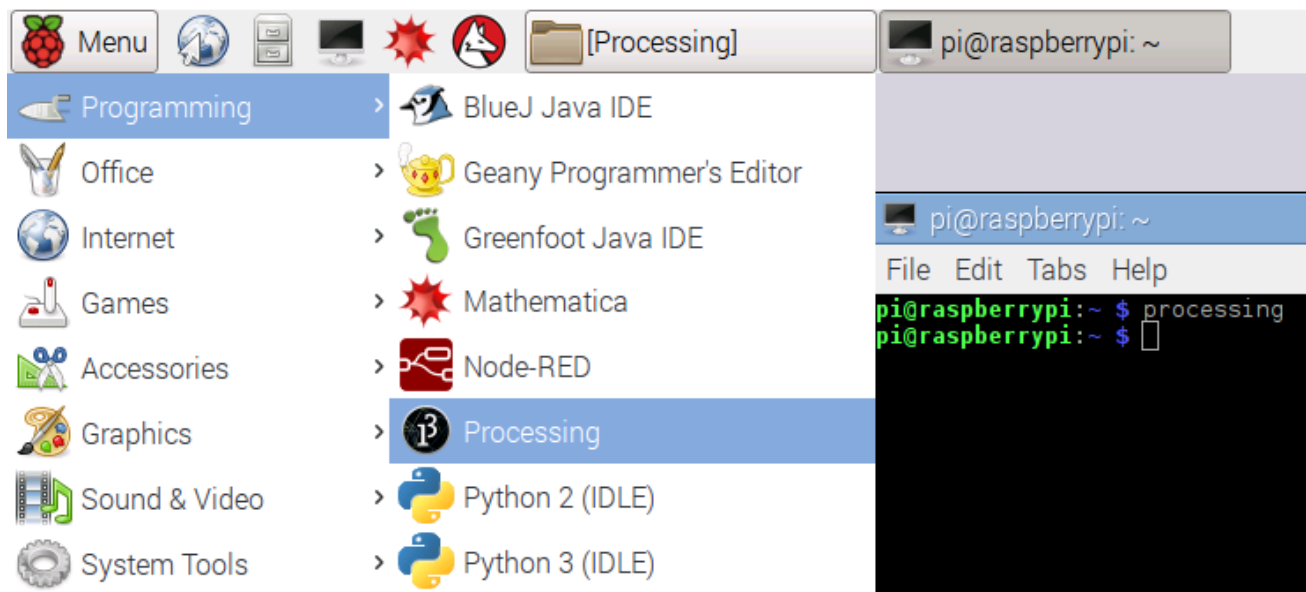 Menu
[Processing]
pi@raspberrypi: ~
Programming
Office
Internet
Games
Accessories
Graphics
Sound & Video
System Tools
BlueJ Java IDE
Geany Programmer's Editor
Greenfoot Java IDE
Mathematica
Node-RED
Processing
Python 2 (IDLE)
Python 3 (IDLE)
pi@raspberrypi: ~
File Edit Tabs Help
pi@raspberrypi:~ $ processing
pi@raspberrypi:~ $